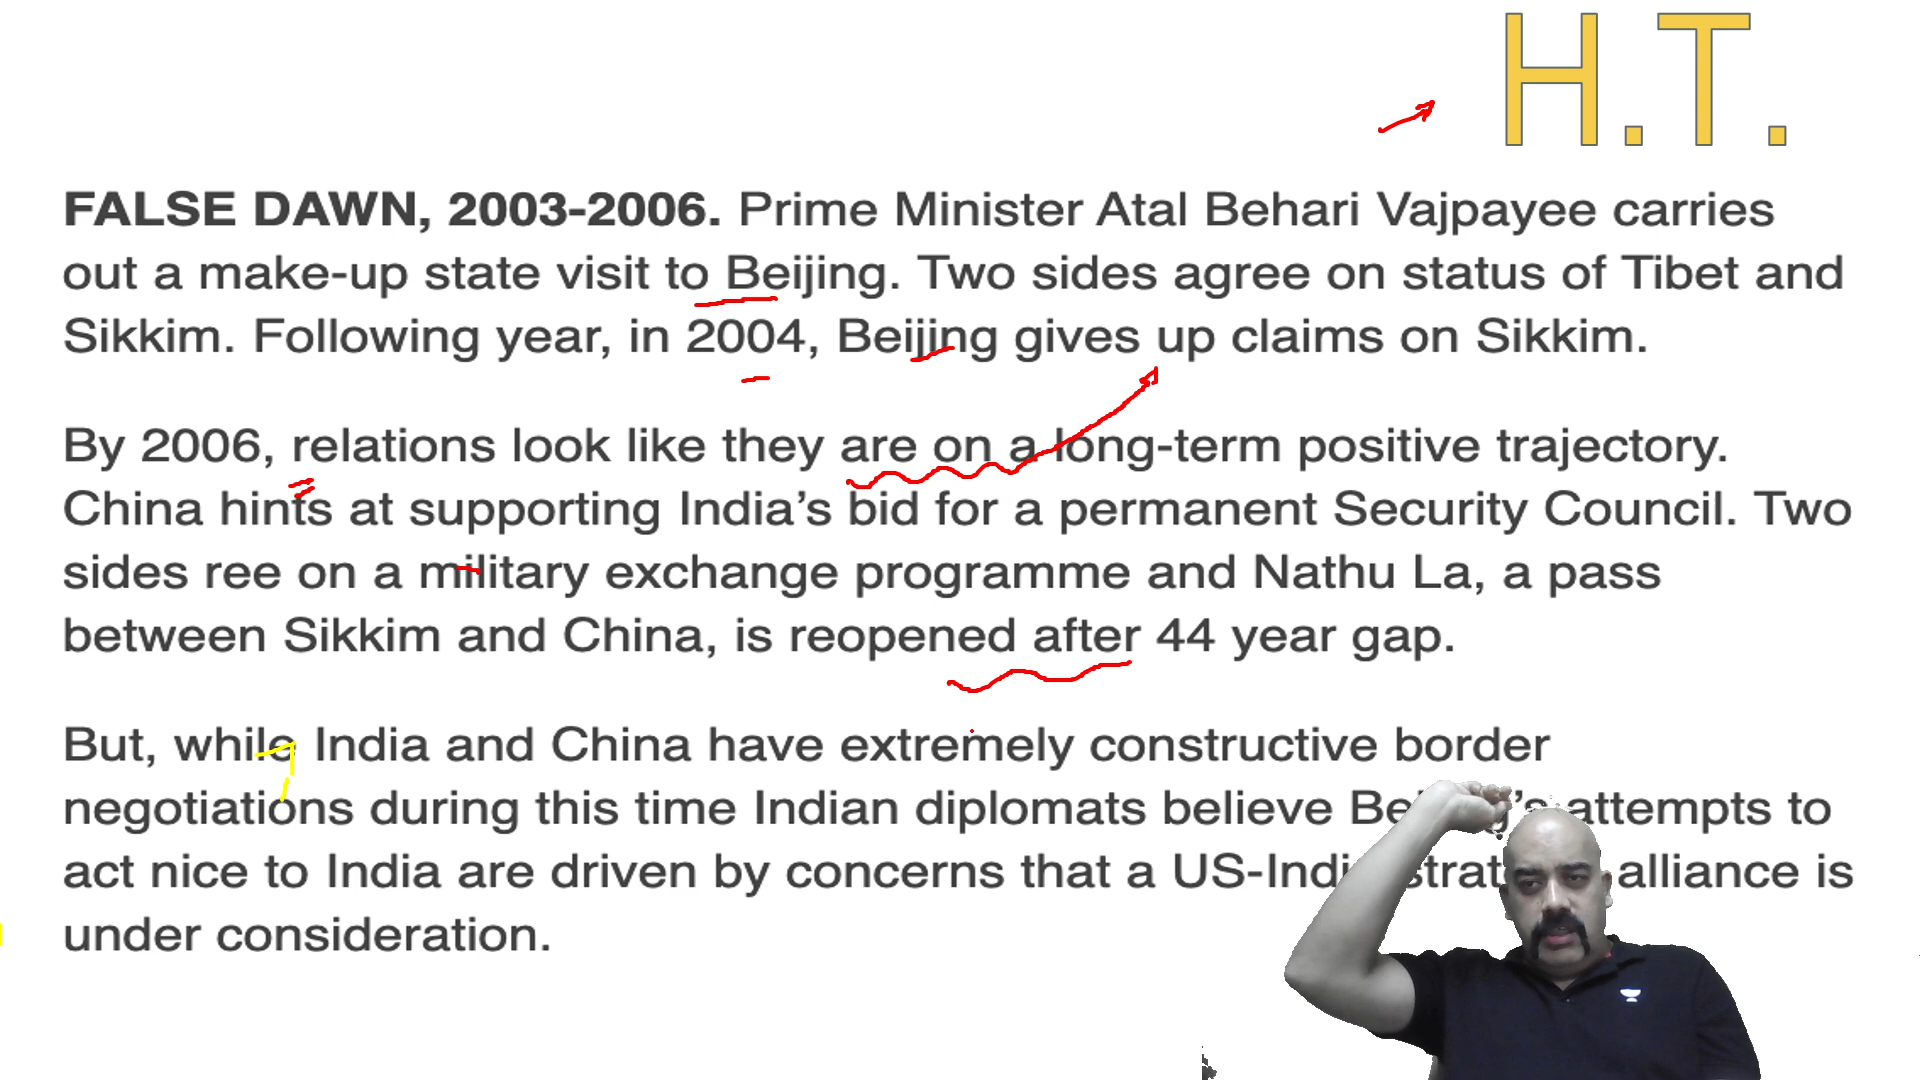 H.T.
FALSE DAWN, 2003-2006. Prime Minister Atal Behari Vajpayee carries
out a make-up state visit to Beijing. Two sides agree on status of Tibet and
Sikkim. Following year, in 2004, Beijing gives up claims on Sikkim.
By 2006, relations look like they are on a long-term positive trajectory.
China hints at supporting India’s bid for a permanent Security Council. Two
sides ree on a military exchange programme and Nathu La, a pass
between Sikkim and China, is reopened after 44 year gap.
But, while India and China have extremely constructive border
negotiations during this time Indian diplomats believe attempts to
act nice to India are driven by concerns that a alliance is
under consideration.